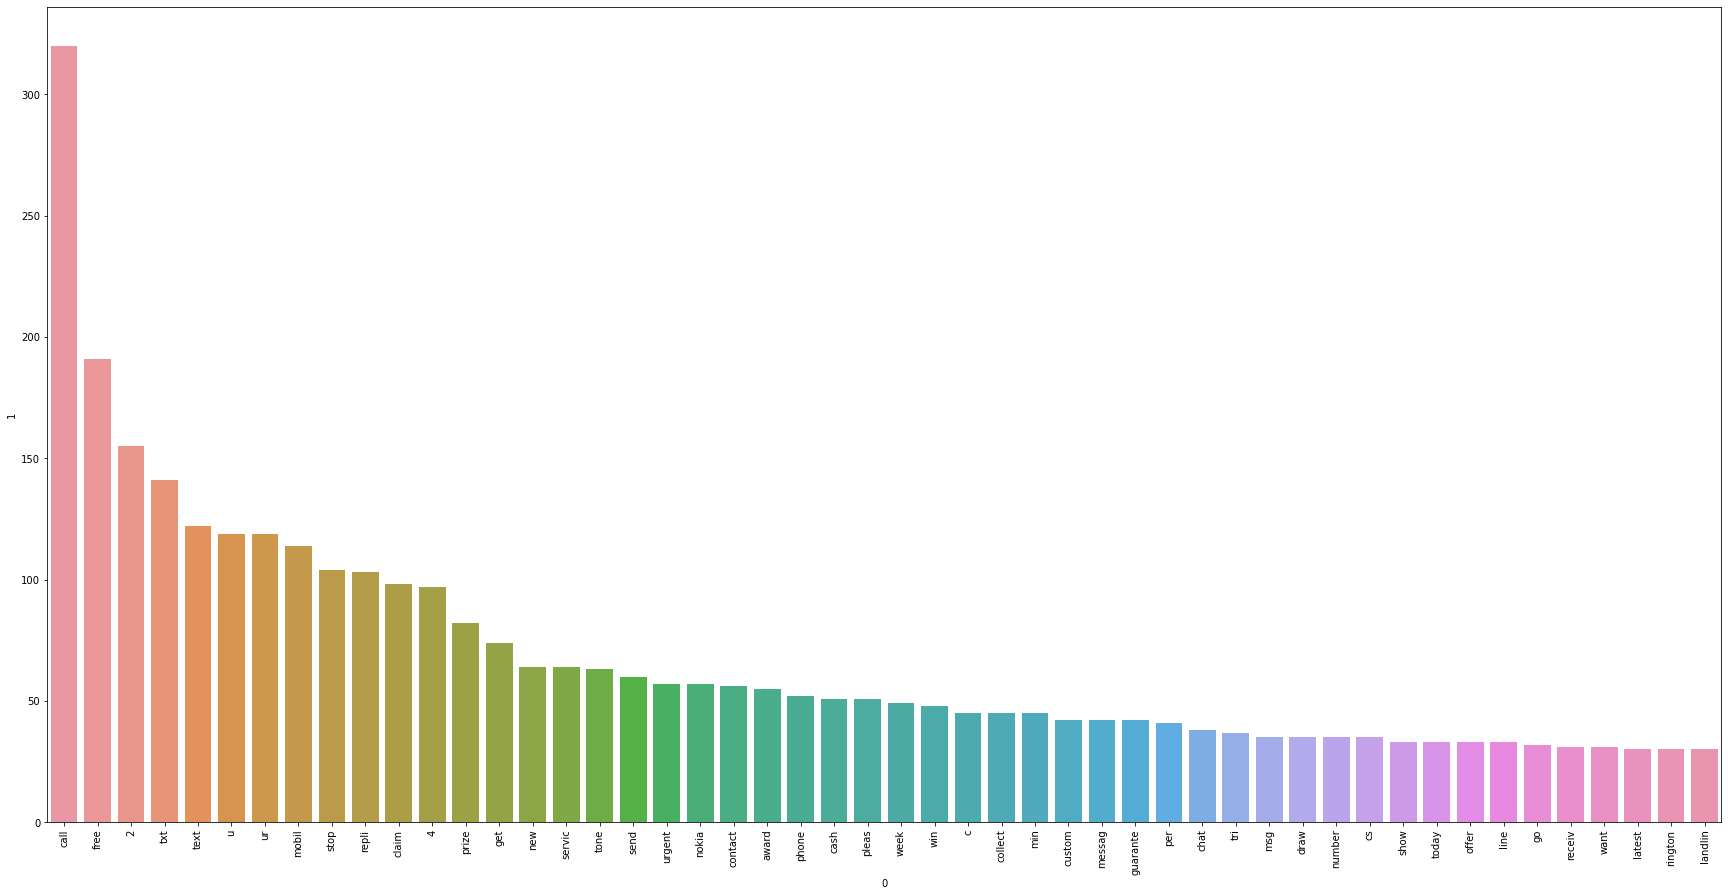 300
250
200
150
100
50
0
1
call
free
2
txt
text
u
ur
mobil
stop
repli
claim
4
prize
get
new
servic
tone
send
urgent
nokia
contact
award
phone
cash
pleas
week
win
c
collect
min
custom
messag
guarante
per
chat
tri
msg
draw
number
cs
show
today
offer
line
go
receiv
want
latest
rington
landlin
0